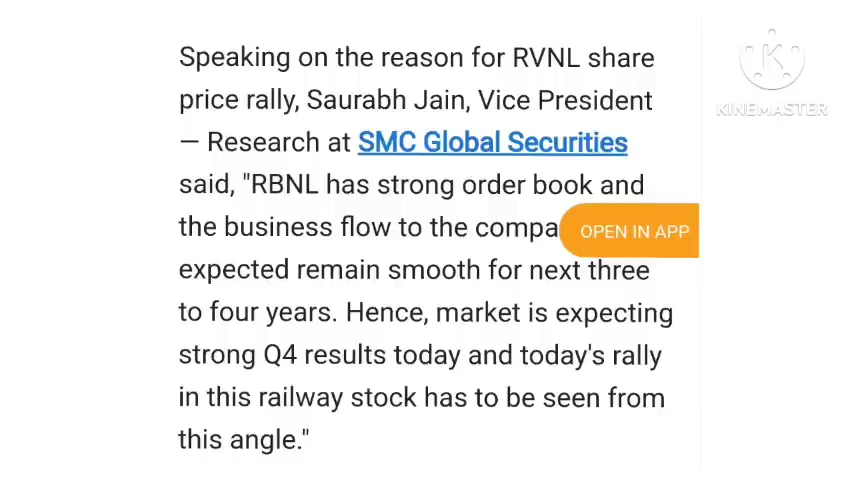 Speaking on the reason for RVNL share
price rally, Saurabh Jain, Vice President
— Research at SMC Global Securities
said, "RBNL has strong order book and
the business flow to the compa
OPEN IN APP
expected remain smooth for next three
to four years. Hence, market is expecting
strong Q4 results today and today's rally
in this railway stock has to be seen from
this angle."
K
KINEMASTER